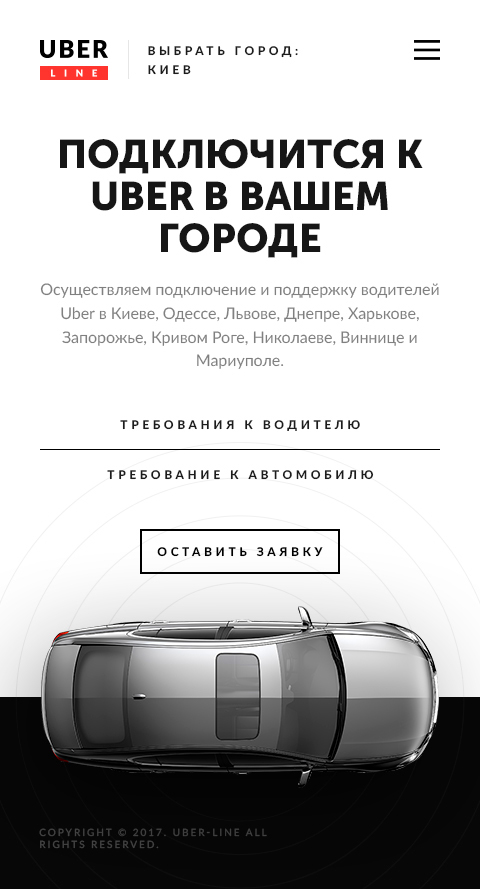 UBER
LINE
ВЫБРАТЬ ГОРОД:
КИЕВ
ПОДКЛЮЧИТСЯ К
UBER В ВАШЕМ
ГОРОДЕ
Осуществляем подключение и поддержку водителей
Uber в Киеве, Одессе, Львове, Днепре, Харькове,
Запорожье, Кривом Роге, Николаеве, Виннице и
Мариуполе.
ТРЕБОВАНИЯ К ВОДИТЕЛЮ
ТРЕБОВАНИЕ К АВТОМОБИЛЮ
ОСТАВИТЬ ЗАЯВКУ
COPYRIGHT © 2017. UBER-LINE ALL
RIGHTS RESERVED.